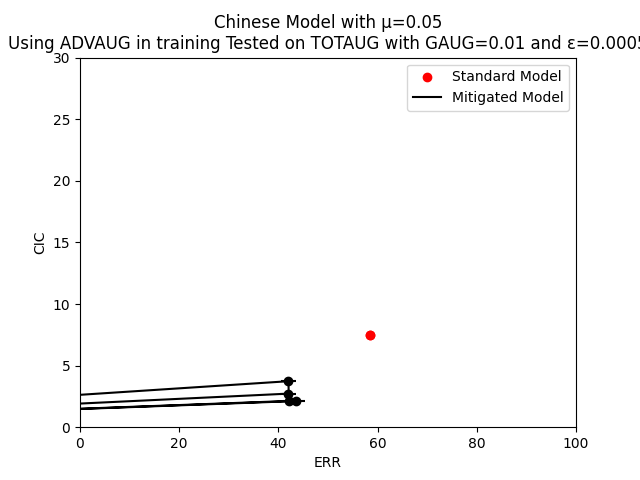 Chinese Model with μ=0.05
Using ADVAUG in training Tested on TOTAUG with GAUG=0.01 and ε=0.0005
30
25
20
15
10
5
0
CIC
Standard Model
Mitigated Model
0 20 40 60 80 100
ERR